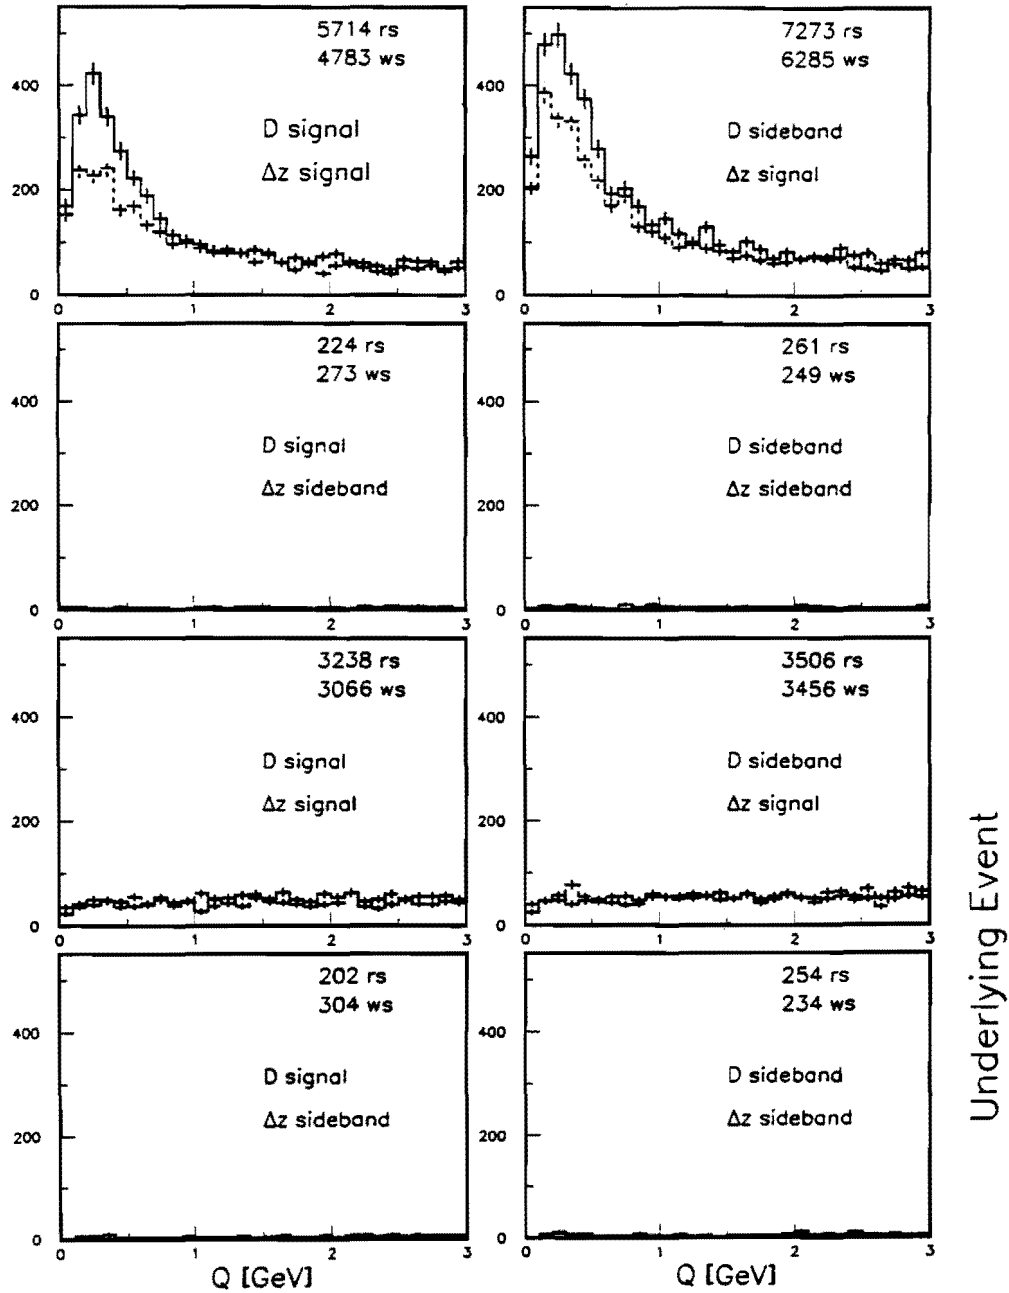 5714 rs
4783 ws
D signal
Δz signal
400
200
0
0 1 2 3
7273 rs
6285 ws
D sideband
Δz signal
400
200
0
0 1 2 3
224 rs
273 ws
D signal
Δz sideband
400
200
0
0 1 2 3
261 rs
249 ws
D sideband
Δz sideband
400
200
0
0 1 2 3
3238 rs
3066 ws
D signal
Δz signal
400
200
0
0 1 2 3
3506 rs
3456 ws
D sideband
Δz signal
400
200
0
0 1 2 3
202 rs
304 ws
D signal
Δz sideband
400
200
0
0 1 2 3
Q [GeV]
254 rs
234 ws
D sideband
Δz sideband
400
200
0
0 1 2 3
Q [GeV]
Underlying Event